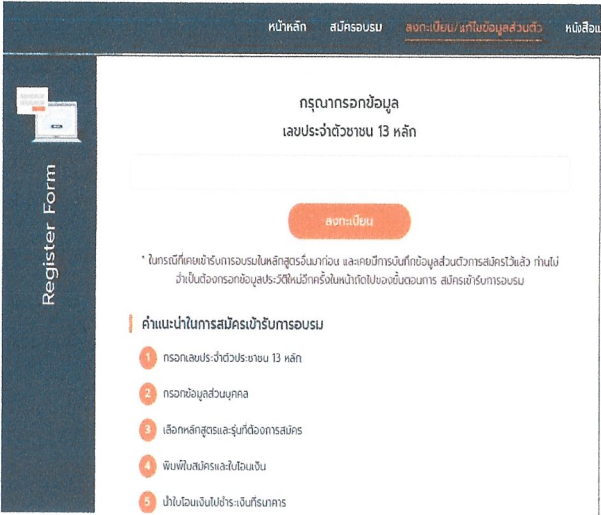 หน้าหลัก สมัครอบรม ลงทะเบียน/แก้ไขข้อมูลส่วนตัว หนังสือแ
กรุณากรอกข้อมูล
เลขประจำตัวชาชน 13 หลัก
ลงทะเบียน
* ในกรณีที่เคยเข้ารับการอบรมในหลักสูตรอื่นมาก่อน และเคยมีการบันทึกข้อมูลส่วนตัวการสมัครไว้แล้ว ท่านไม่
จำเป็นต้องกรอกข้อมูลประวัติใหม่อีกครั้งในหน้าถัดไปของขั้นตอนการ สมัครเข้ารับการอบรม
Register Form
คำแนะนำในการสมัครเข้ารับการอบรม
1 กรอกเลขประจำตัวประชาชน 13 หลัก
2 กรอกข้อมูลส่วนบุคคล
3 เลือกหลักสูตรและรุ่นที่ต้องการสมัคร
4 พิมพ์ใบสมัครและใบโอนเงิน
5 นำใบโอนเงินไปชำระเงินที่ธนาคาร